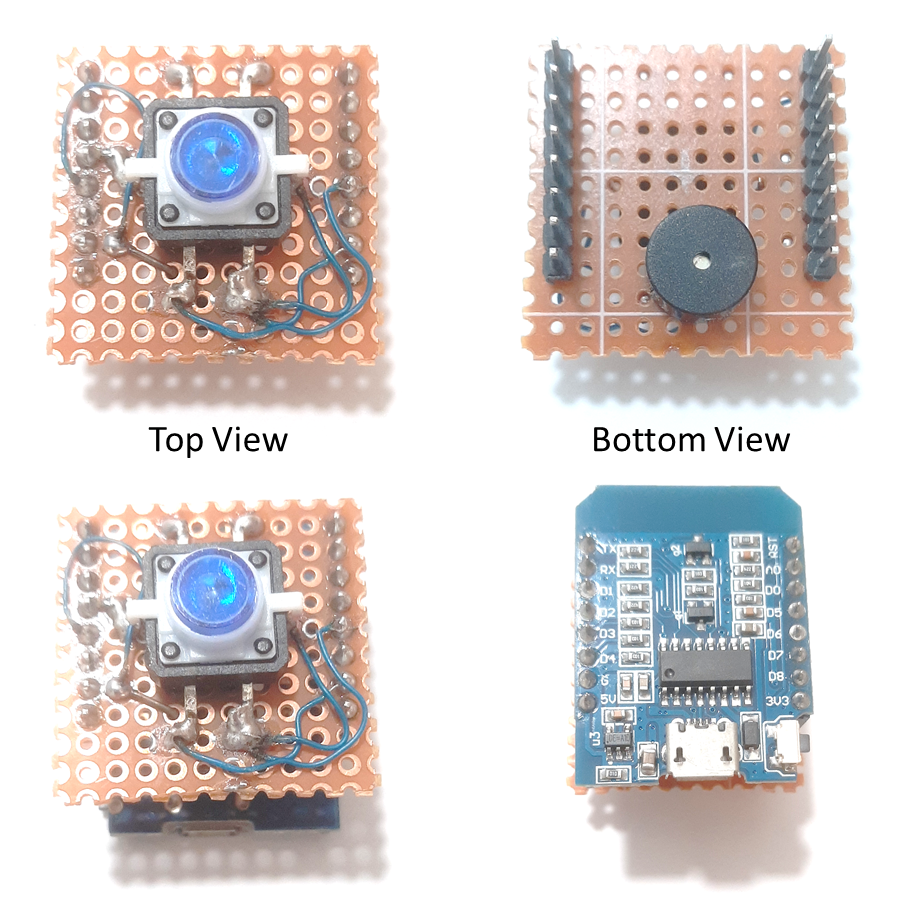 Top View
Bottom View
TX
RX
D1
D2
D3
D4
G
5V
RST
A0
D0
D5
D6
D7
D8
3V3